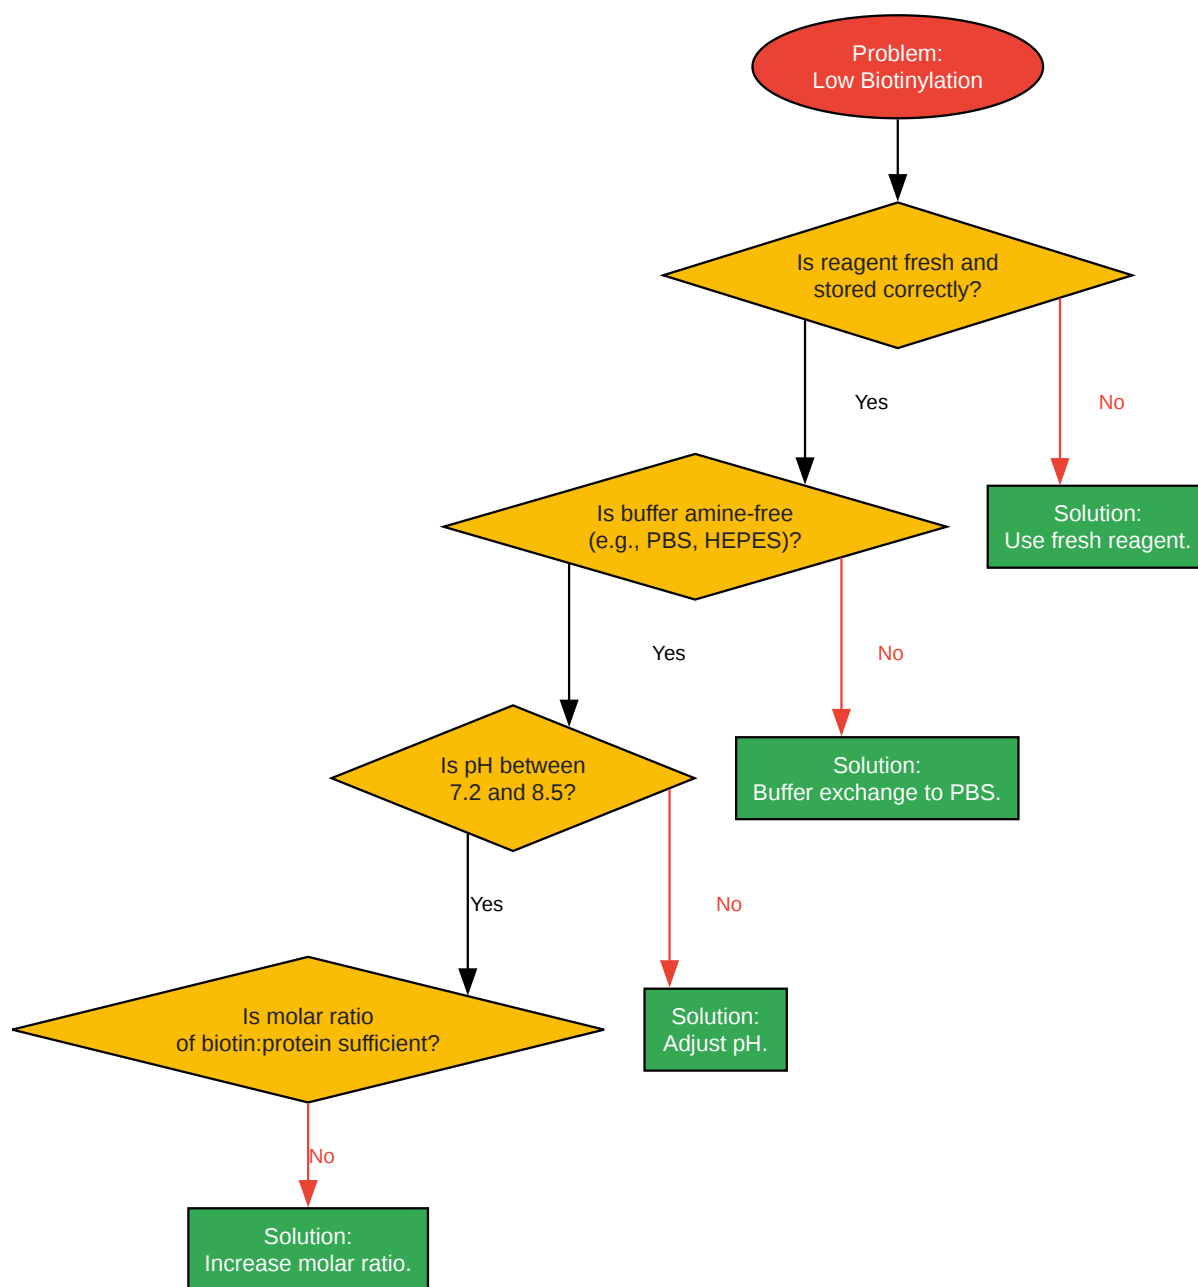 Problem:
Low Biotinylation
Is reagent fresh and
stored correctly?
Yes
No
Is buffer amine-free
(e.g., PBS, HEPES)?
Solution:
Use fresh reagent.
Yes
No
Is pH between
7.2 and 8.5?
Solution:
Buffer exchange to PBS.
Yes
No
Is molar ratio
of biotin:protein sufficient?
Solution:
Adjust pH.
No
Solution:
Increase molar ratio.